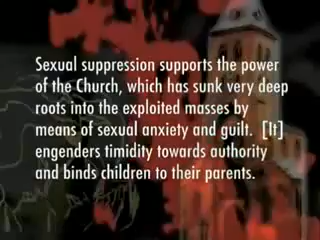 Sexual suppression supports the power
of the Church, which has sunk very deep
roots into the exploited masses by
means of sexual anxiety and guilt.  [It]
engenders timidity towards authority
and binds children to their parents.